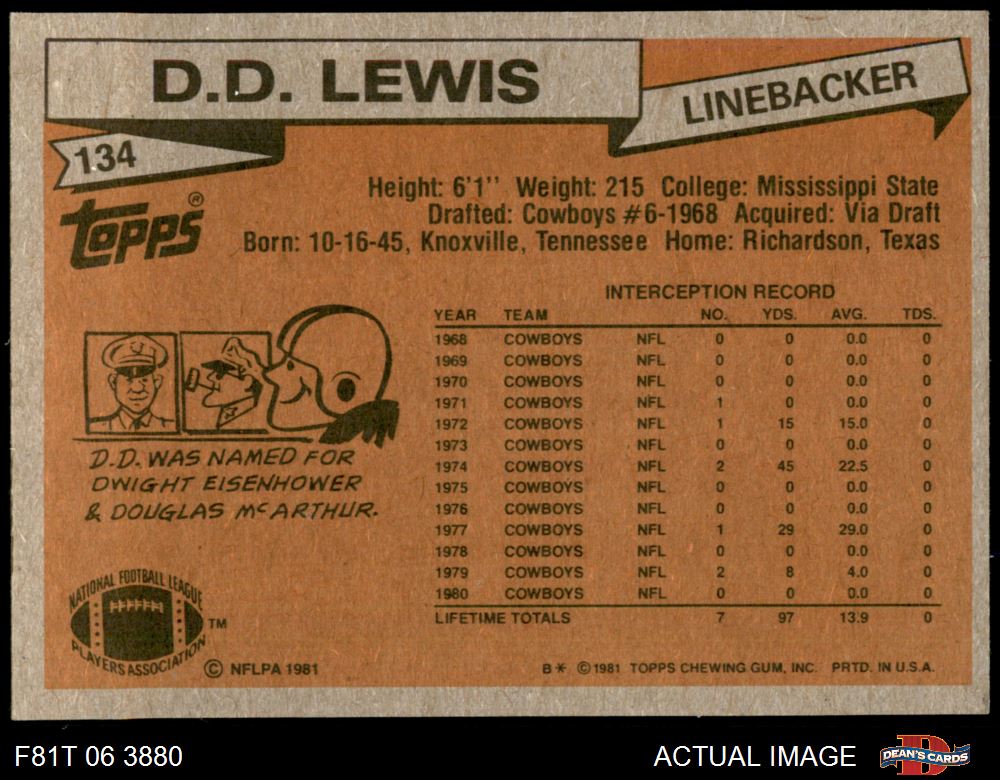 D.D. LEWIS
LINEBACKER
134
TOPPS®
Height: 6'1'' Weight: 215 College: Mississippi State
Drafted: Cowboys #6-1968 Acquired: Via Draft
Born: 10-16-45, Knoxville, Tennessee Home: Richardson, Texas
INTERCEPTION RECORD
YEAR TEAM NO. YDS. AVG. TDS.
1968 COWBOYS NFL 0 0 0.0 0
1969 COWBOYS NFL 0 0 0.0 0
1970 COWBOYS NFL 0 0 0.0 0
1971 COWBOYS NFL 1 0 0.0 0
1972 COWBOYS NFL 1 15 15.0 0
1973 COWBOYS NFL 0 0 0.0 0
1974 COWBOYS NFL 2 45 22.5 0
1975 COWBOYS NFL 0 0 0.0 0
1976 COWBOYS NFL 0 0 0.0 0
1977 COWBOYS NFL 1 29 29.0 0
1978 COWBOYS NFL 0 0 0.0 0
1979 COWBOYS NFL 2 8 4.0 0
1980 COWBOYS NFL 0 0 0.0 0
LIFETIME TOTALS 7 97 13.9 0
D.D. WAS NAMED FOR
DWIGHT EISENHOWER
& DOUGLAS McARTHUR.
NATIONAL FOOTBALL LEAGUE
PLAYERS ASSOCIATION
TM
© NFLPA 1981
B* ©1981 TOPPS CHEWING GUM, INC. PRTD. IN U.S.A.
F81T 06 3880
ACTUAL IMAGE
D
DEAN'S CARDS